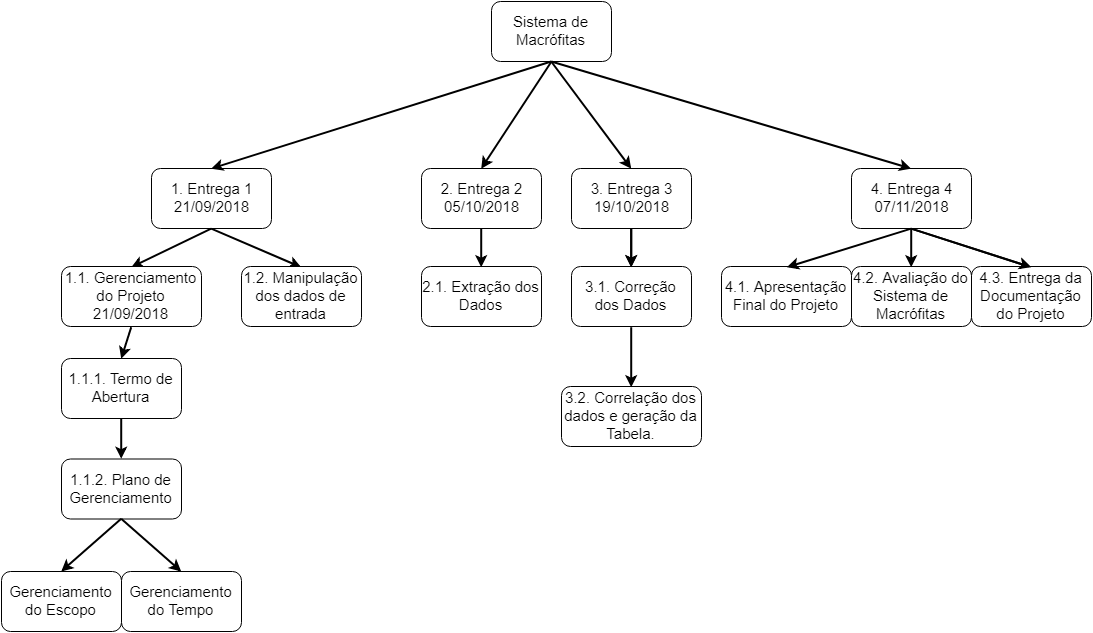 Sistema de
Macrófitas
1. Entrega 1
21/09/2018
2. Entrega 2
05/10/2018
3. Entrega 3
19/10/2018
4. Entrega 4
07/11/2018
1.1. Gerenciamento
do Projeto
21/09/2018
1.2. Manipulação
dos dados de
entrada
2.1. Extração dos
Dados
3.1. Correção
dos Dados
4.1. Apresentação
Final do Projeto
4.2. Avaliação do
Sistema de
Macrófitas
4.3. Entrega da
Documentação
do Projeto
1.1.1. Termo de
Abertura
3.2. Correlação dos
dados e geração da
Tabela.
1.1.2. Plano de
Gerenciamento
Gerenciamento
do Escopo
Gerenciamento
do Tempo